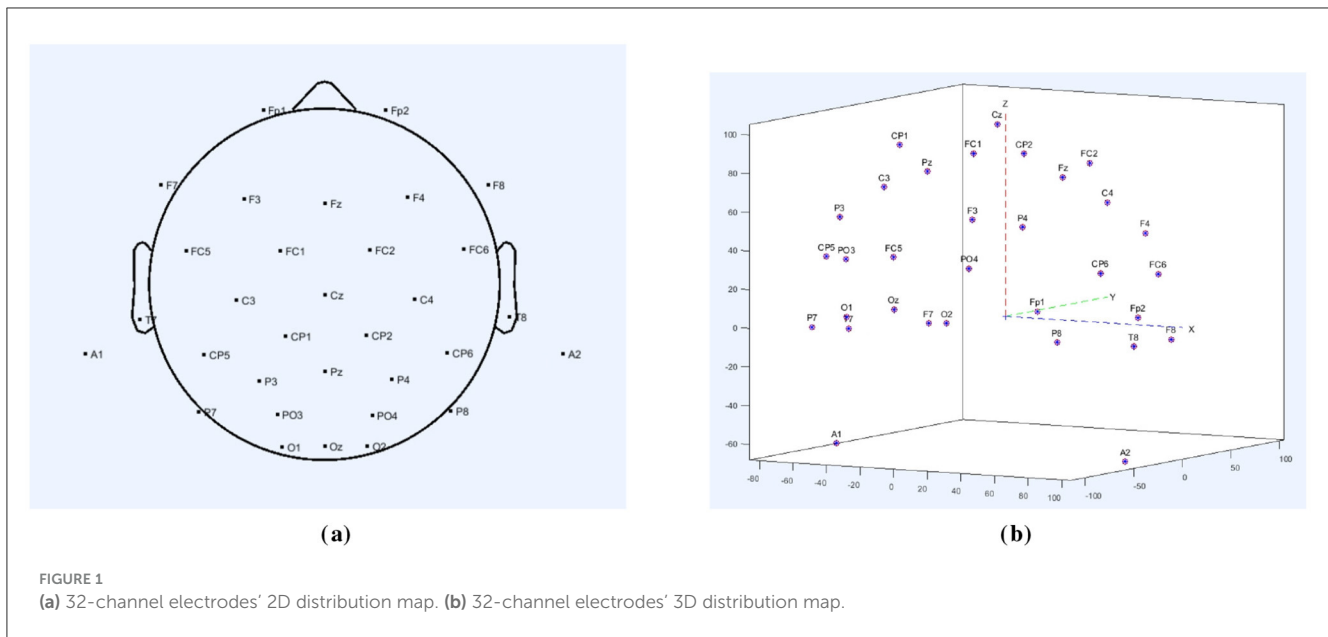 Fp1 Fp2
F7 F8
F3 Fz F4
FC5 FC1 FC2 FC6
C3 Cz C4
T7 T8
CP1 CP2
A1 CP5 CP6 A2
P3 Pz P4
P7 PO3 PO4 P8
O1 Oz O2
(a)
Z
Cz
100
CP1 FC1 CP2 FC2
Pz Fz
80
C3 C4
60
P3 F3 P4 F4
40
CP5 PO3 FC5 PO4 CP6 FC6
20
Y
O1 Oz Fp1 Fp2
0
P7 T7 F7 O2 P8 T8 F8 X
-20
-40
-60
A1 A2
-80 -60 -40 -20 0 20 40 60 80 100 -100 -50 0 50 100
(b)
FIGURE 1
(a) 32-channel electrodes’ 2D distribution map. (b) 32-channel electrodes’ 3D distribution map.